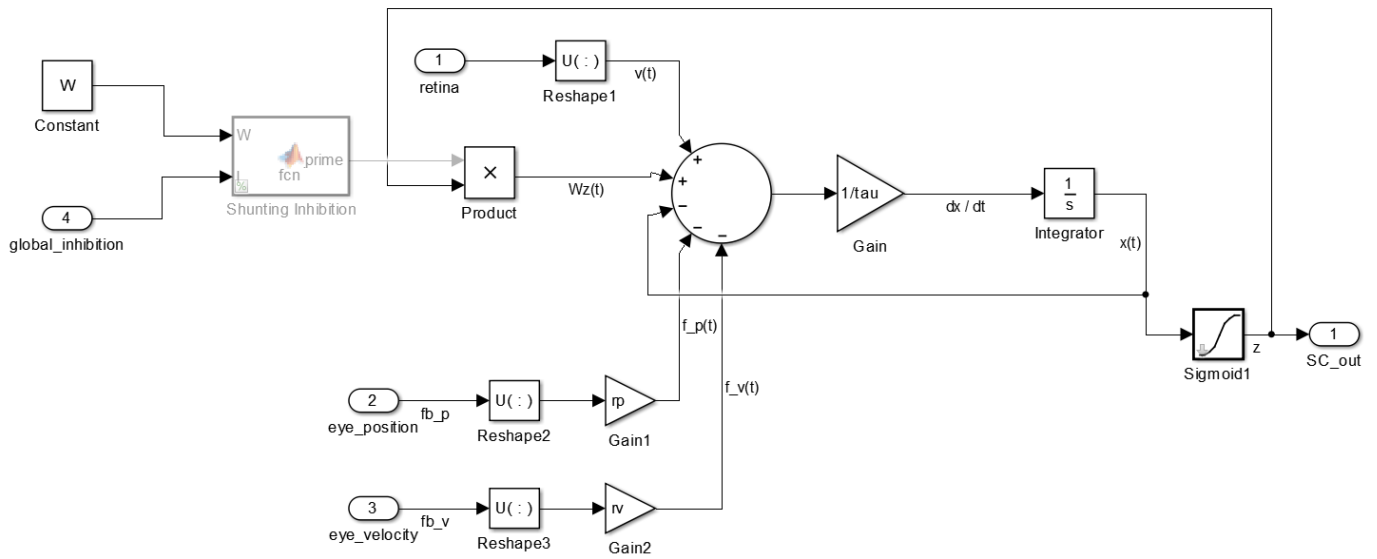 1
retina
U( : )
Reshape1
v(t)
W
Constant
W
I
fcn
prime
Shunting Inhibition
4
global_inhibition
×
Product
Wz(t)
+
+
−
−
−
1/tau
Gain
dx / dt
1
s
Integrator
x(t)
z
Sigmoid1
1
SC_out
f_p(t)
f_v(t)
2
eye_position
fb_p
U( : )
Reshape2
rp
Gain1
3
eye_velocity
fb_v
U( : )
Reshape3
rv
Gain2